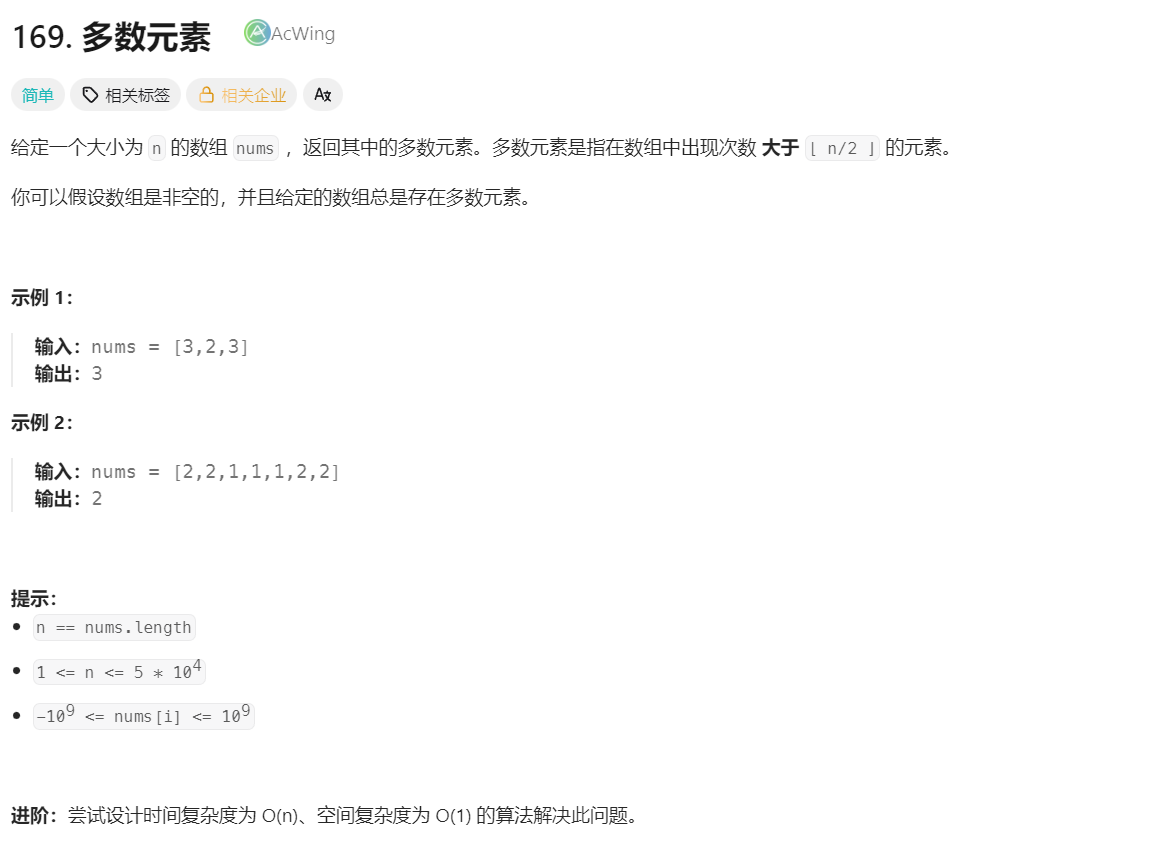 169. 多数元素 AcWing
简单 相关标签 相关企业 A文
给定一个大小为 n 的数组 nums ，返回其中的多数元素。多数元素是指在数组中出现次数 大于 ⌊ n/2 ⌋ 的元素。
你可以假设数组是非空的，并且给定的数组总是存在多数元素。
示例 1：
输入：nums = [3,2,3]
输出：3
示例 2：
输入：nums = [2,2,1,1,1,2,2]
输出：2
提示：
n == nums.length
1 <= n <= 5 * 10⁴
-10⁹ <= nums[i] <= 10⁹
进阶：尝试设计时间复杂度为 O(n)、空间复杂度为 O(1) 的算法解决此问题。